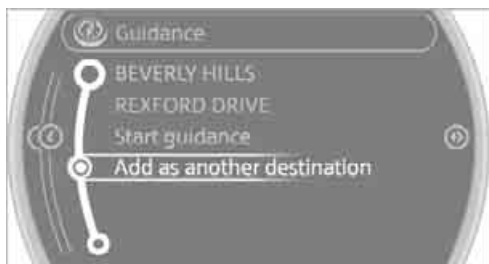 Guidance
BEVERLY HILLS
REXFORD DRIVE
Start guidance
Add as another destination